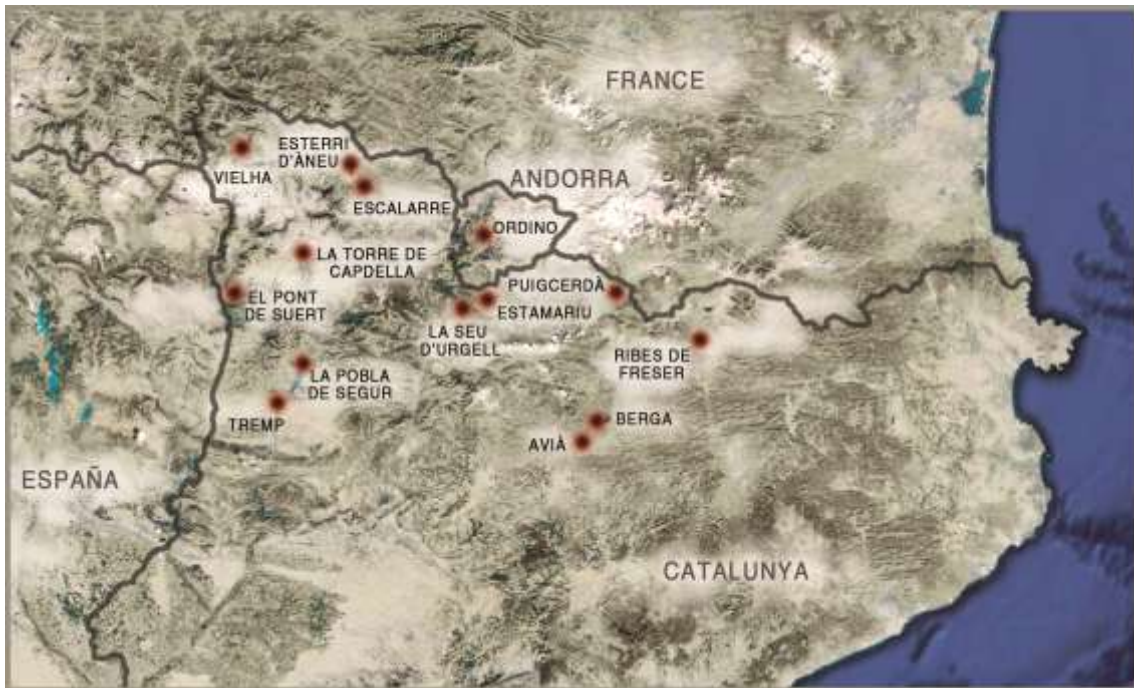 FRANCE
ESTERRI
D'ÀNEU
VIELHA
ANDORRA
ESCALARRE
ORDINO
LA TORRE DE
CAPDELLA
PUIGCERDÀ
EL PONT
DE SUERT
ESTAMARIU
LA SEU
D'URGELL
RIBES DE
FRESER
LA POBLA
DE SEGUR
TREMP
BERGA
AVIÀ
ESPAÑA
CATALUNYA